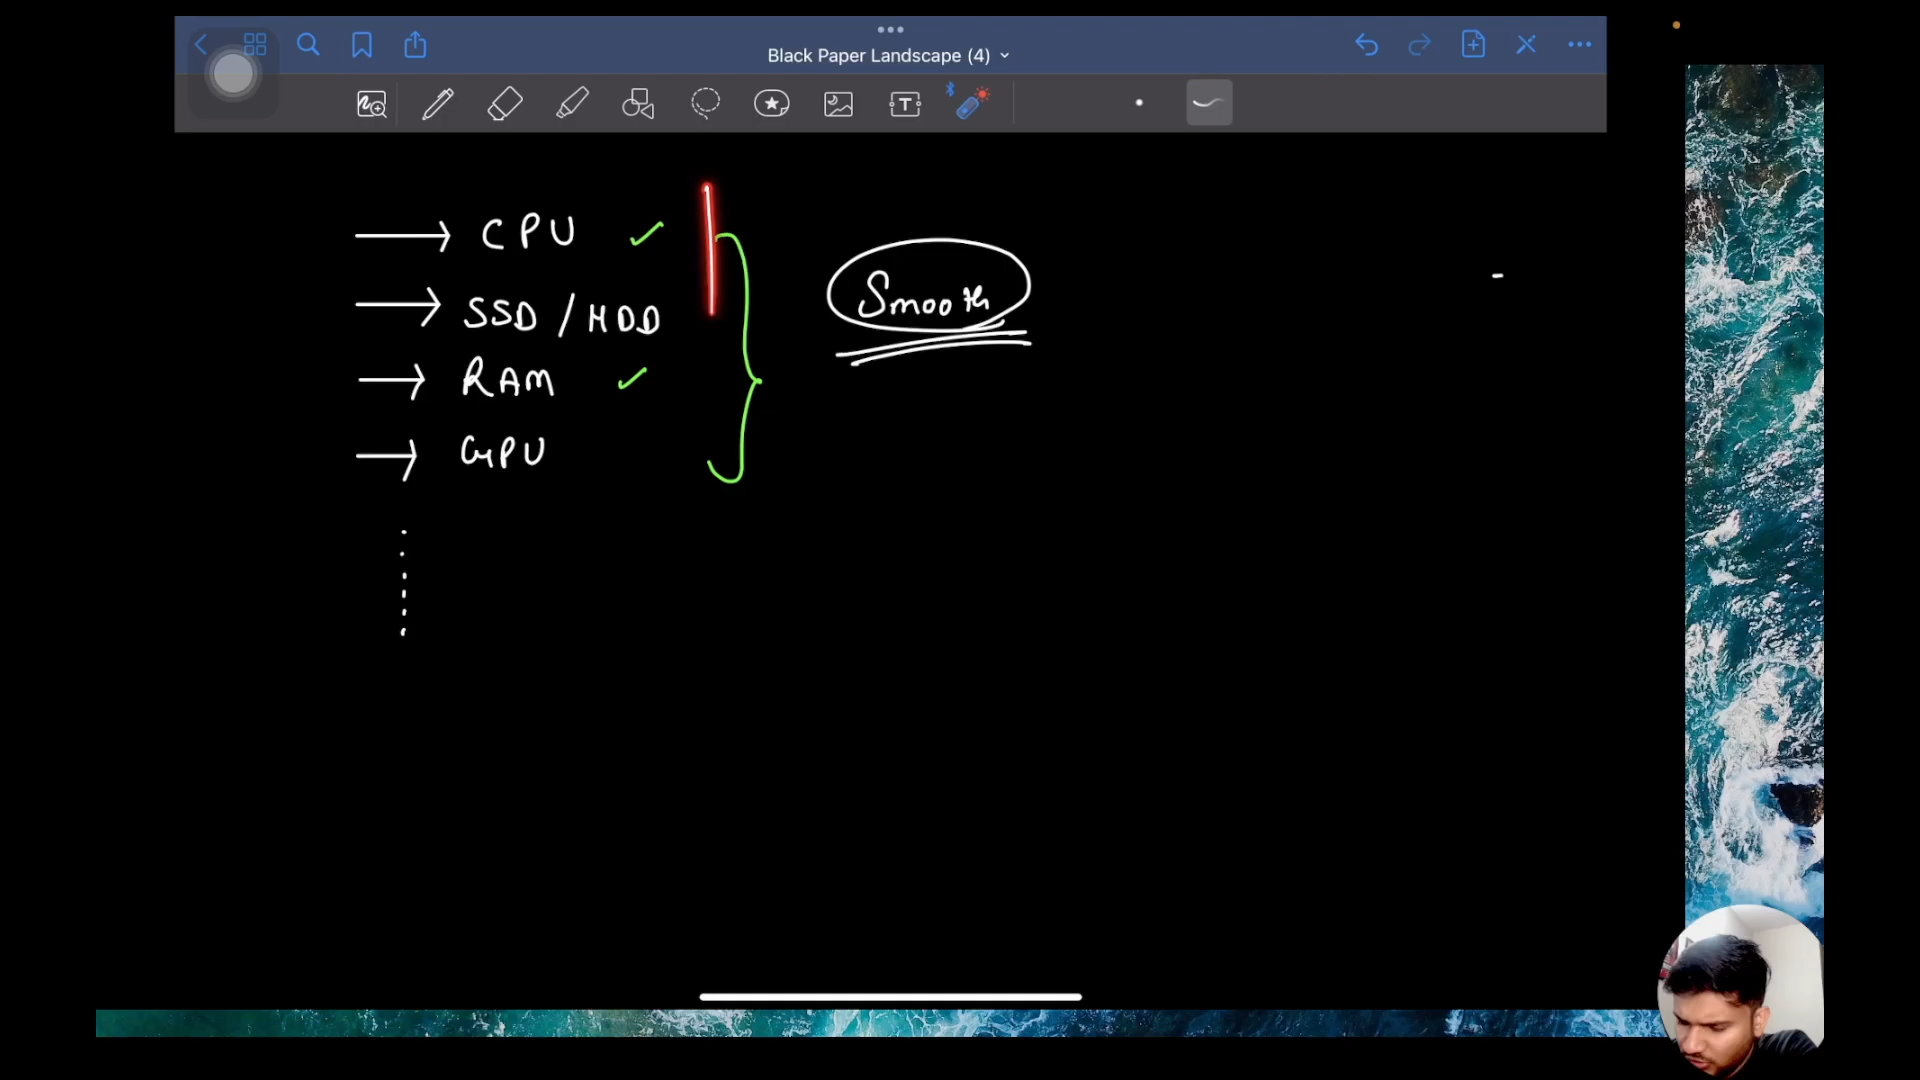 Black Paper Landscape (4)
T
CPU
SSD / HDD
RAM
GPU
Smooth